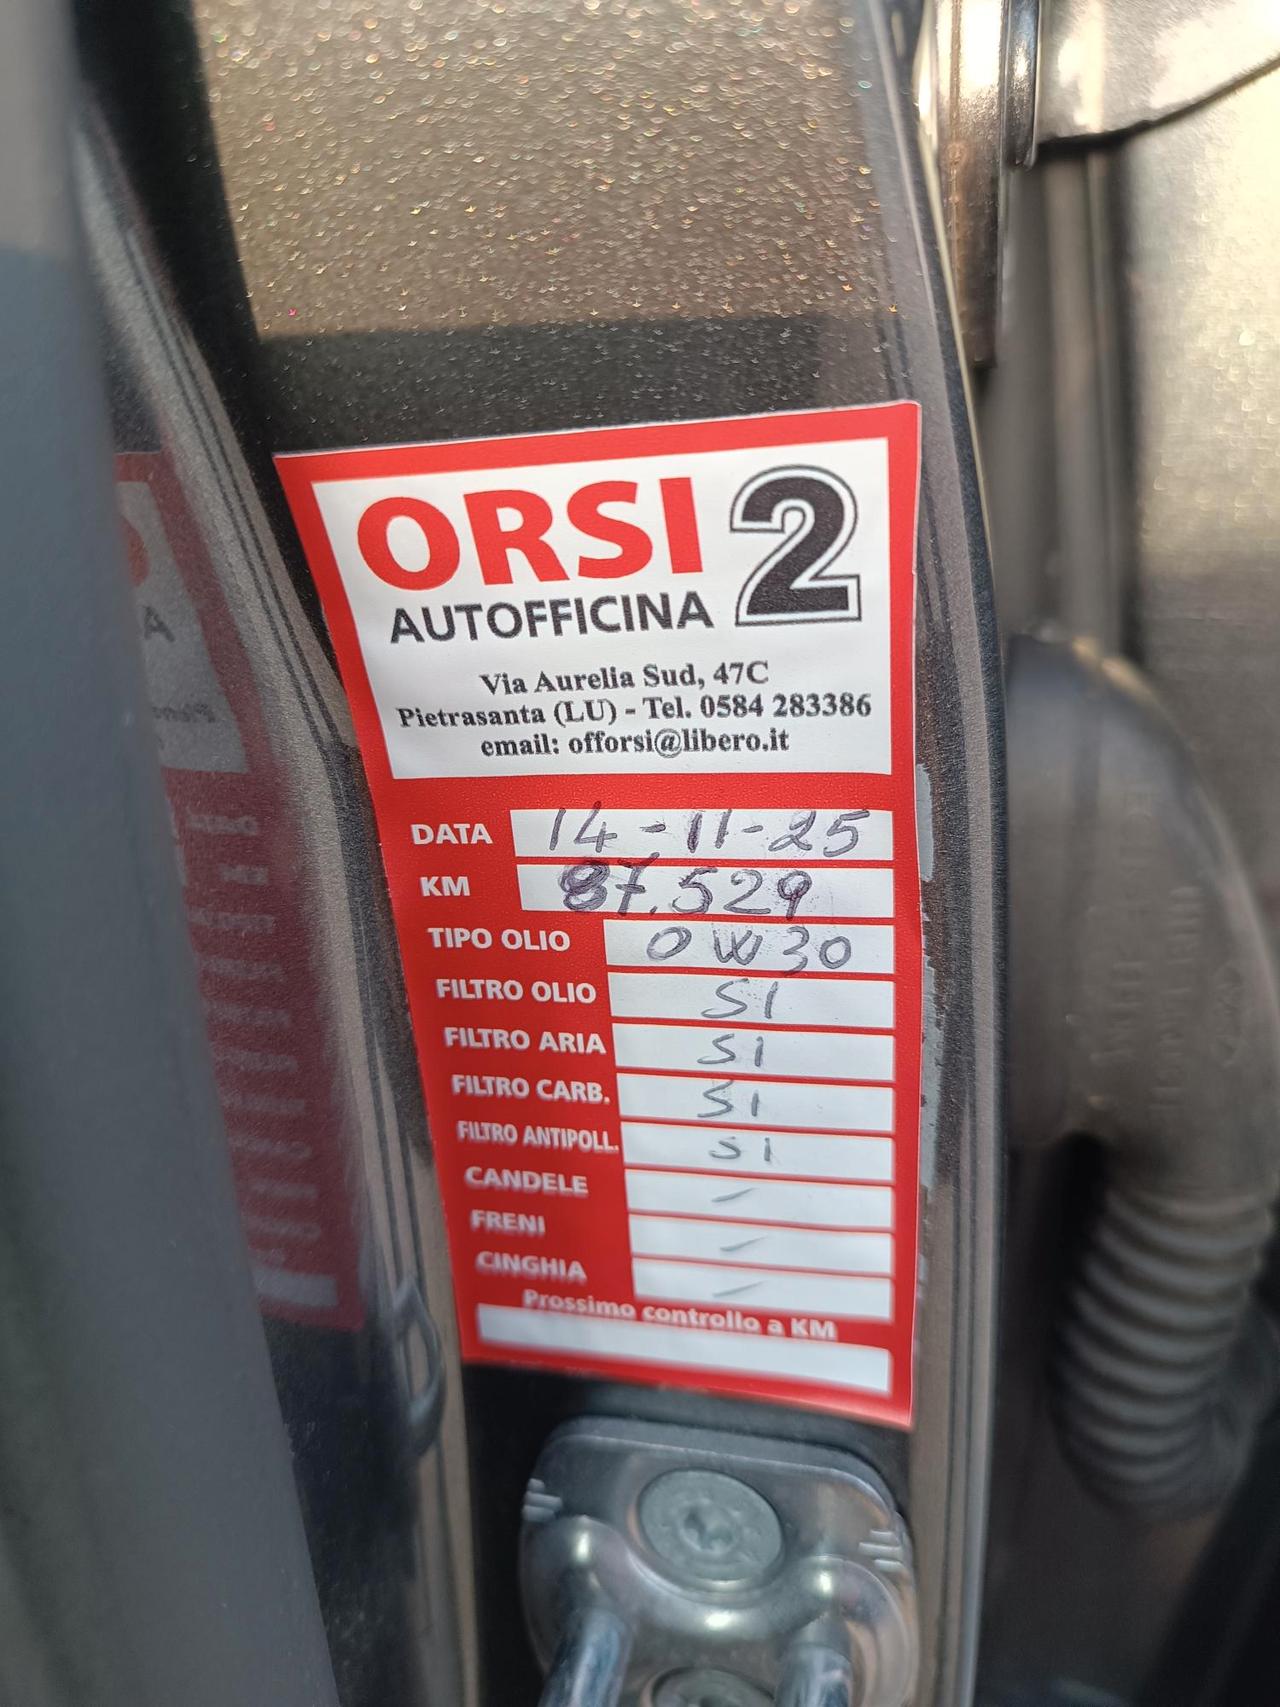 ORSI 2
AUTOFFICINA
Via Aurelia Sud, 47C
Pietrasanta (LU) - Tel. 0584 283386
email: offorsi@libero.it
DATA 14-11-25
KM 87.529
TIPO OLIO 0W30
FILTRO OLIO SI
FILTRO ARIA SI
FILTRO CARB. SI
FILTRO ANTIPOLL. SI
CANDELE -
FRENI -
CINGHIA -
Prossimo controllo a KM